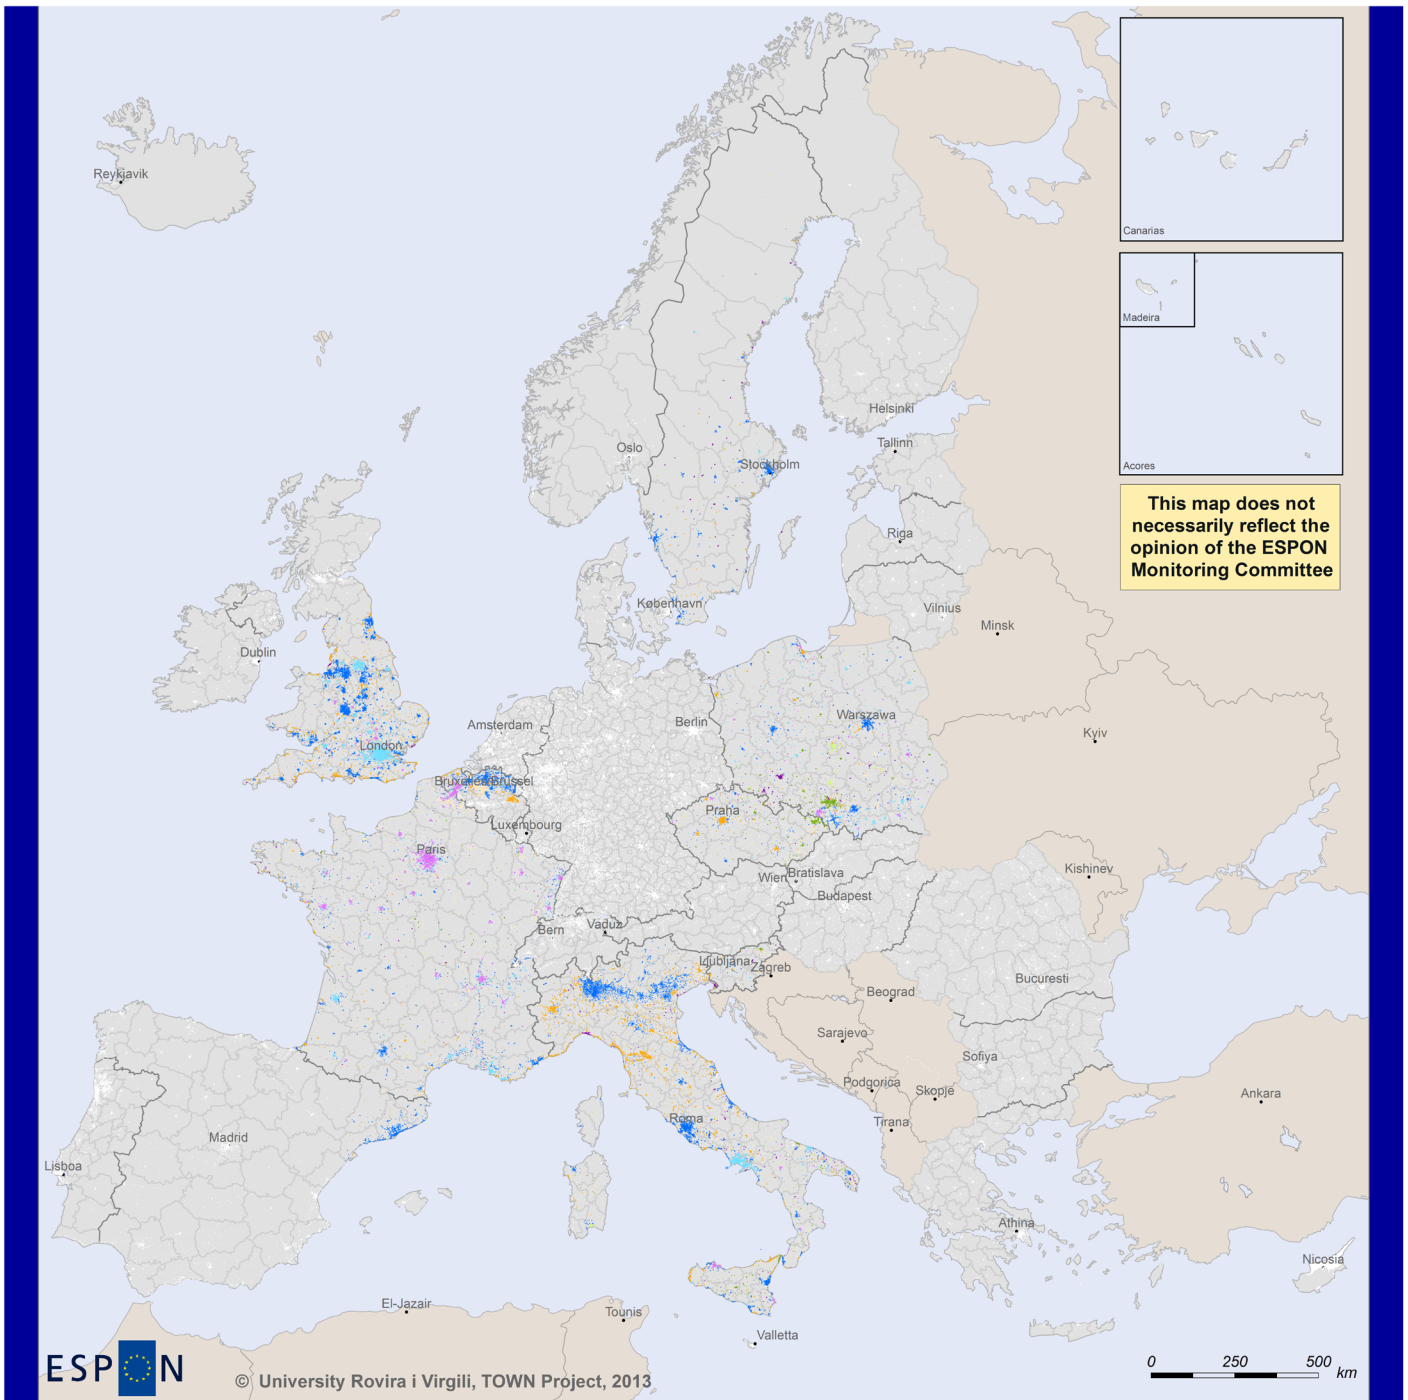 Canarias
Reykjavik
Madeira
Acores
Helsinki
Tallinn
Oslo
Stockholm
This map does not
necessarily reflect the
opinion of the ESPON
Monitoring Committee
Riga
København
Vilnius
Minsk
Dublin
Amsterdam
Berlin
Warszawa
Kyiv
London
Praha
Luxembourg
Paris
Kishinev
Wien
Bratislava
Budapest
Bern
Vaduz
Ljubljana
Zagreb
Bucuresti
Beograd
Sarajevo
Sofiya
Podgorica
Skopje
Ankara
Roma
Tirana
Madrid
Lisboa
Athina
Nicosia
El-Jazair
Tounis
Valletta
ESPON
© University Rovira i Virgili, TOWN Project, 2013
0 250 500 km